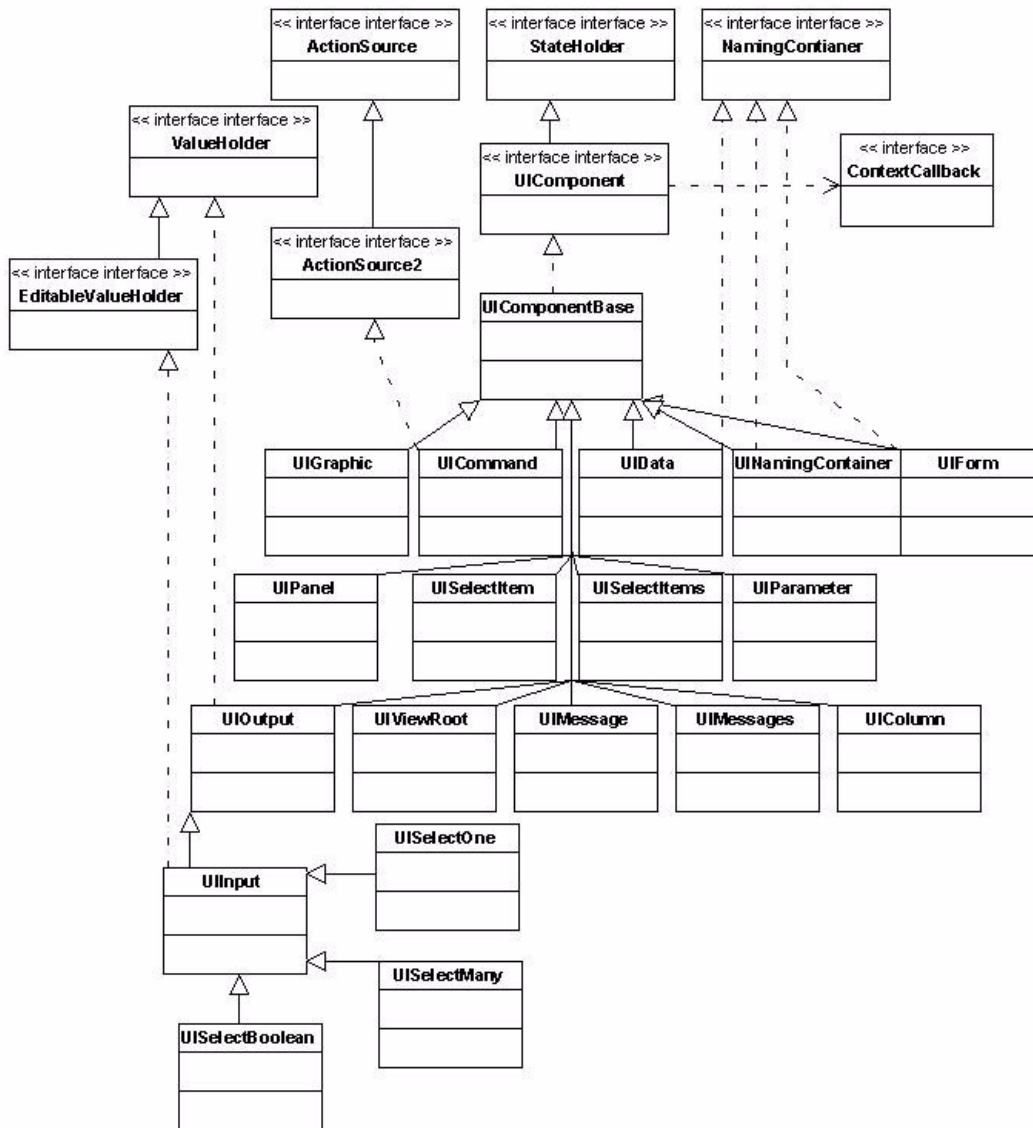 << interface interface >>
ActionSource
<< interface interface >>
StateHolder
<< interface interface >>
NamingContianer
<< interface interface >>
ValueHolder
<< interface interface >>
UIComponent
<< interface >>
ContextCallback
<< interface interface >>
EditableValueHolder
<< interface interface >>
ActionSource2
UIComponentBase
UIGraphic
UICommand
UIData
UINamingContainer
UIForm
UIPanel
UISelectItem
UISelectItems
UIParameter
UIOutput
UIViewRoot
UIMessage
UIMessages
UIColumn
UISelectOne
UIInput
UISelectMany
UISelectBoolean